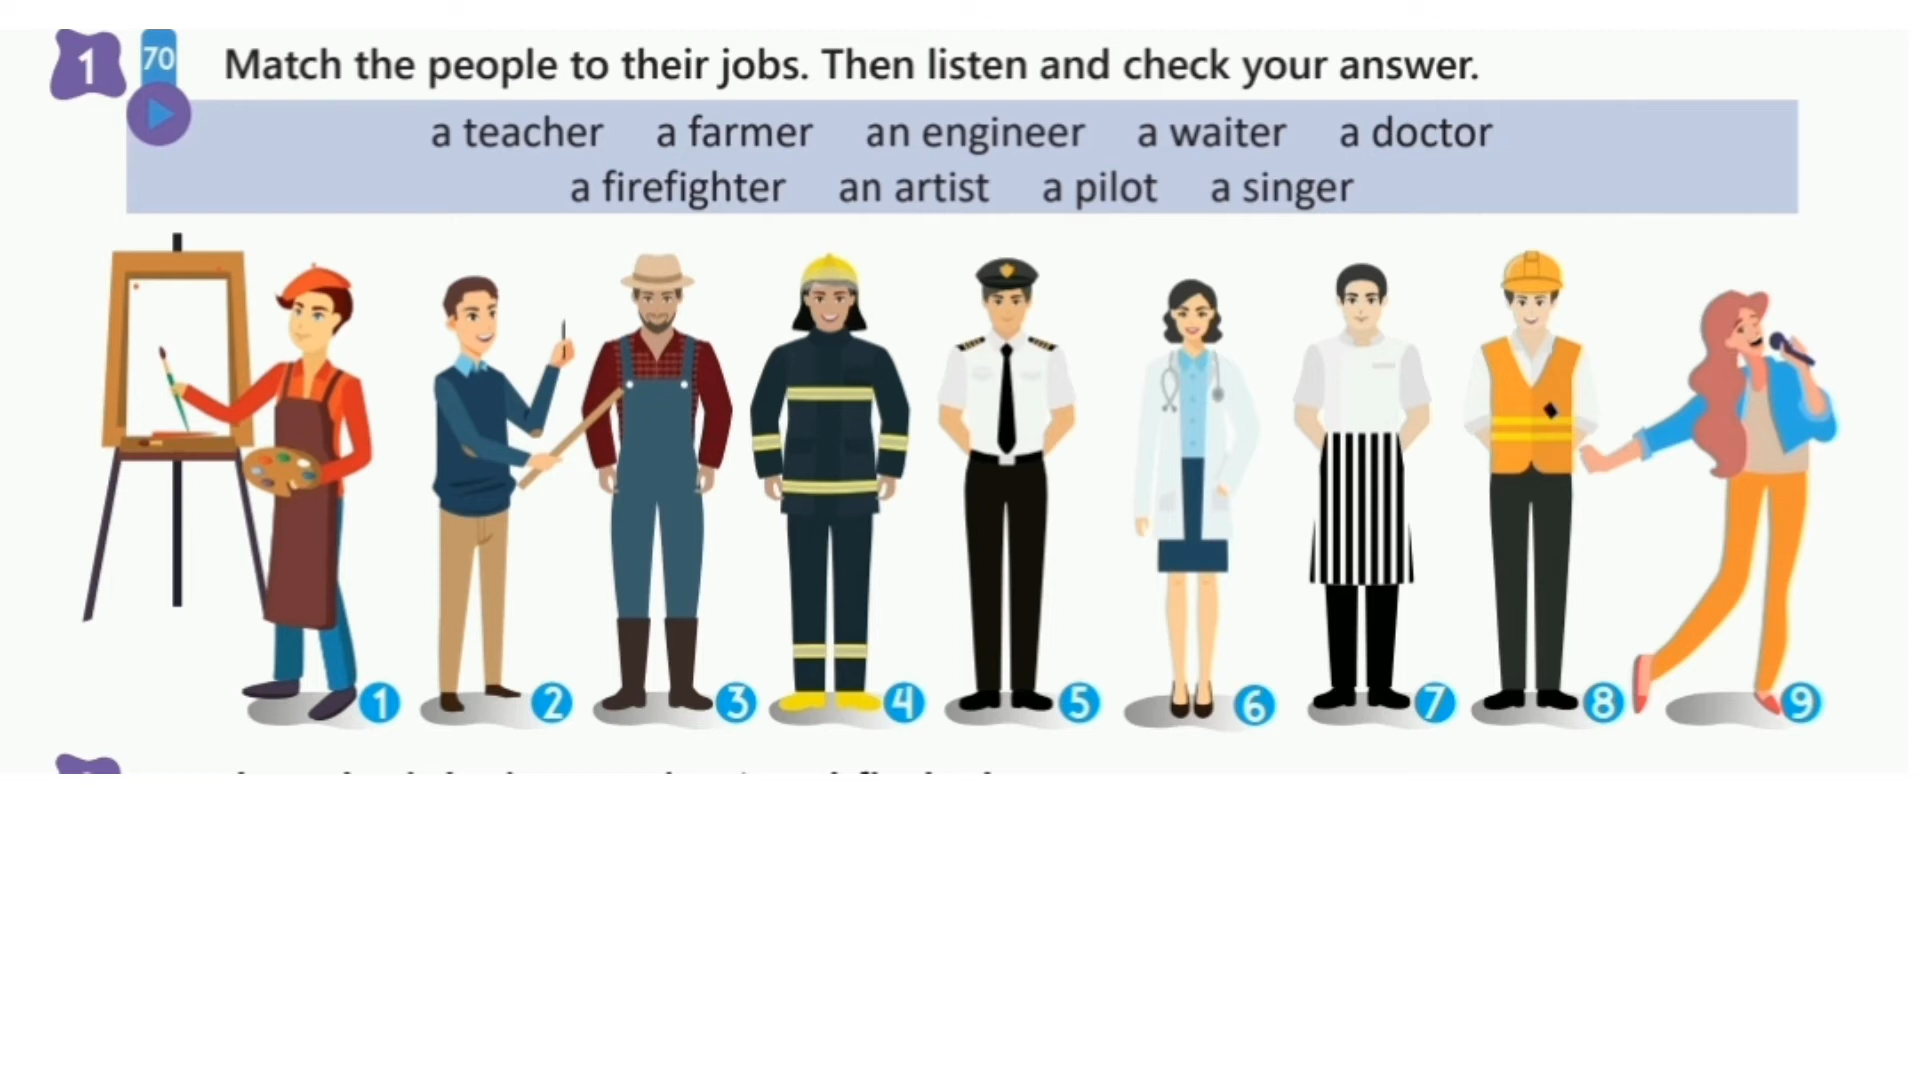 1 70 Match the people to their jobs. Then listen and check your answer.
a teacher a farmer an engineer a waiter a doctor
a firefighter an artist a pilot a singer
1 2 3 4 5 6 7 8 9